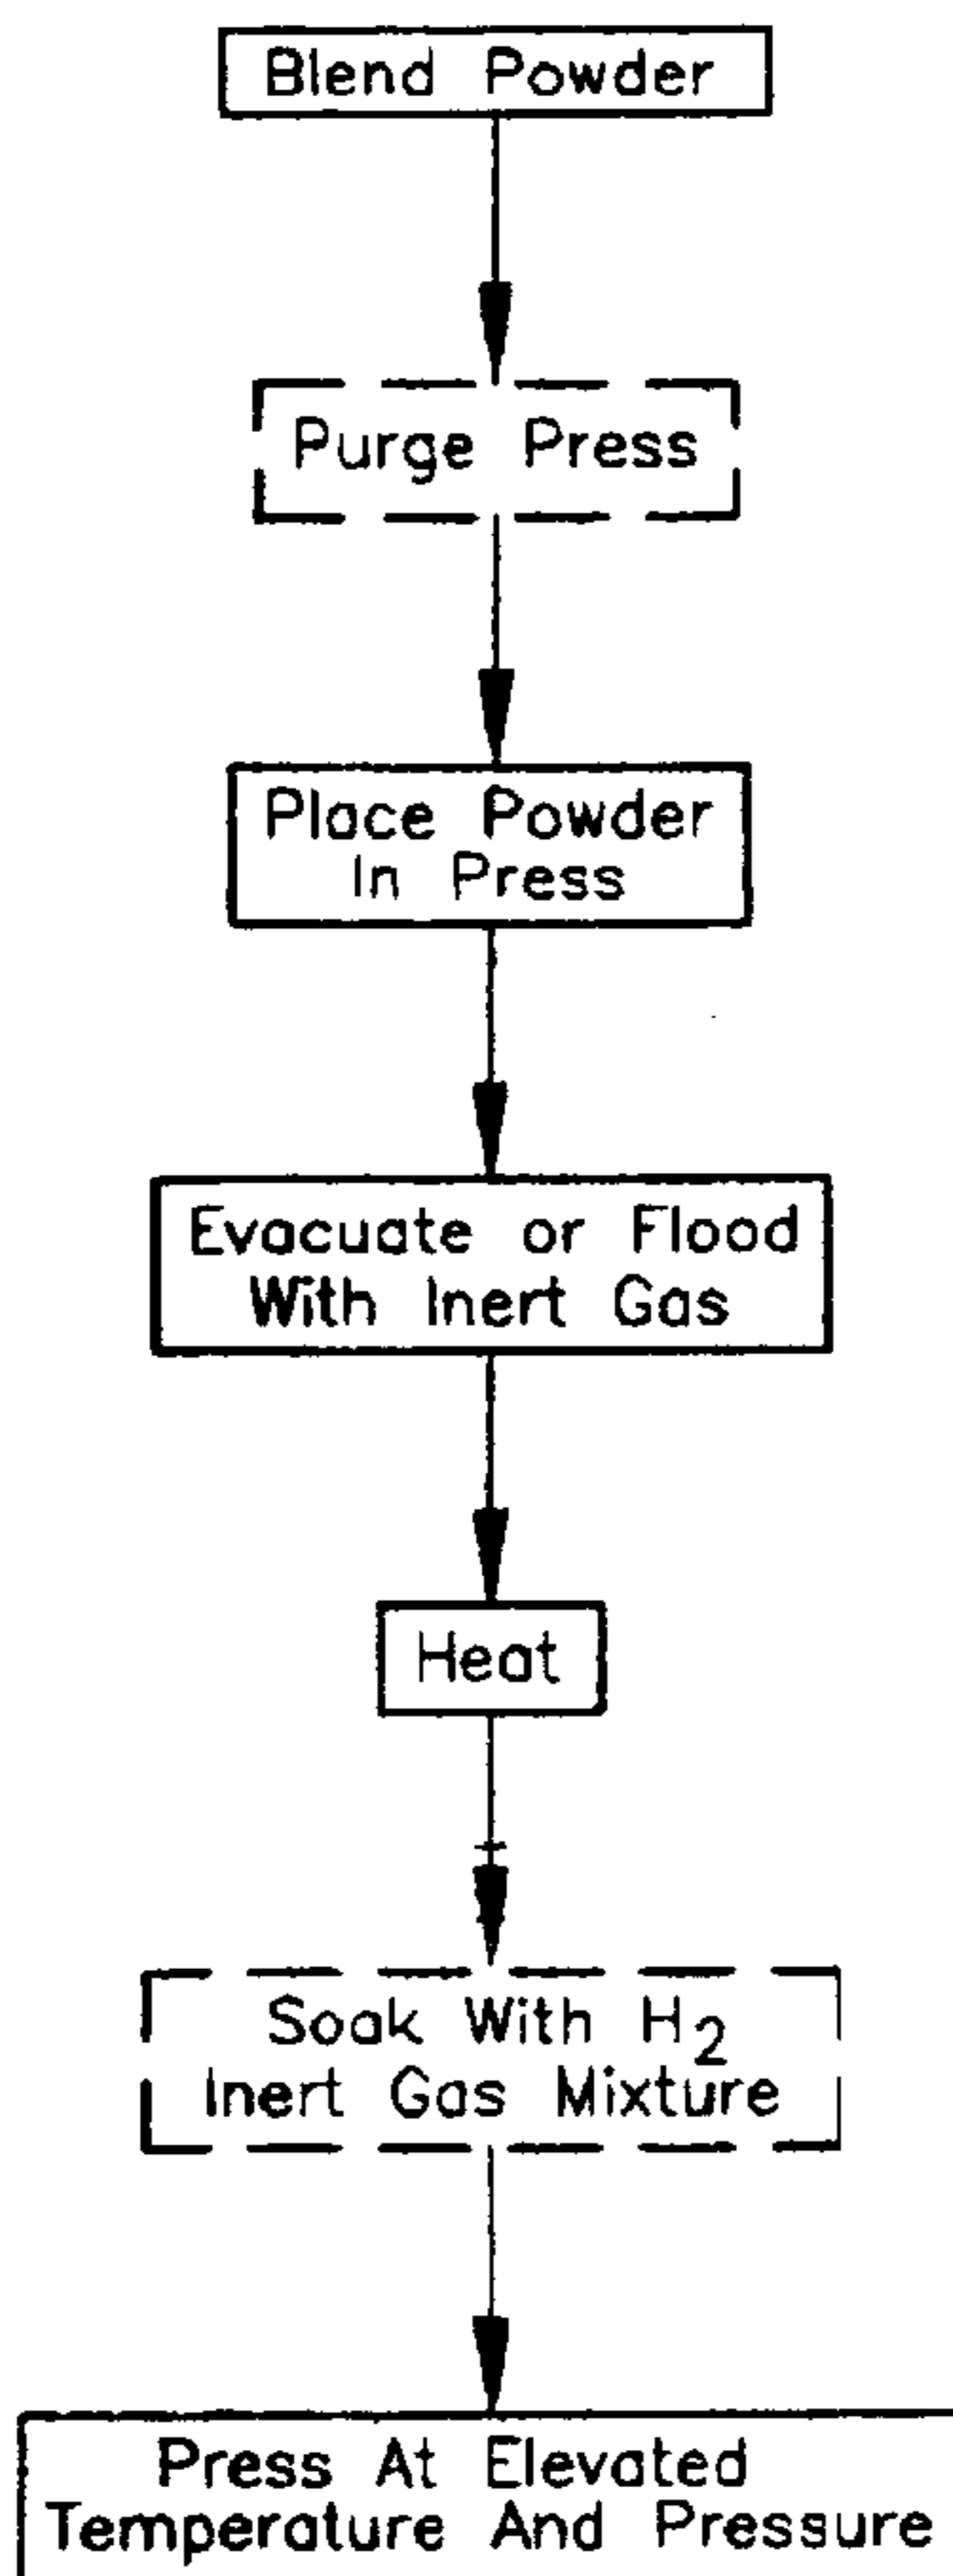 Blend Powder
Purge Press
Place Powder
In Press
Evacuate or Flood
With Inert Gas
Heat
Soak With H₂
Inert Gas Mixture
Press At Elevated
Temperature And Pressure